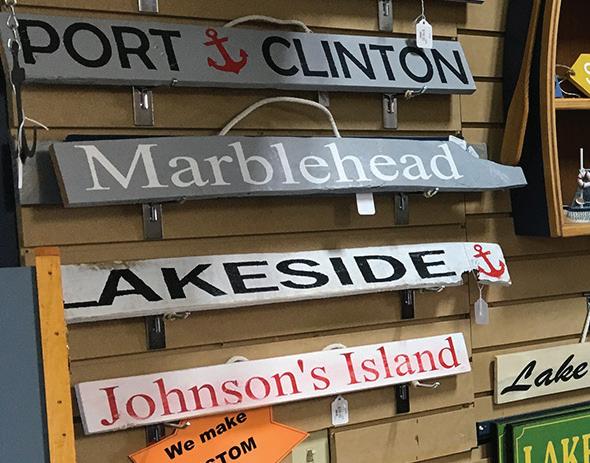 PORT CLINTON
Marblehead
LAKESIDE
Johnson's Island
We make
Lake